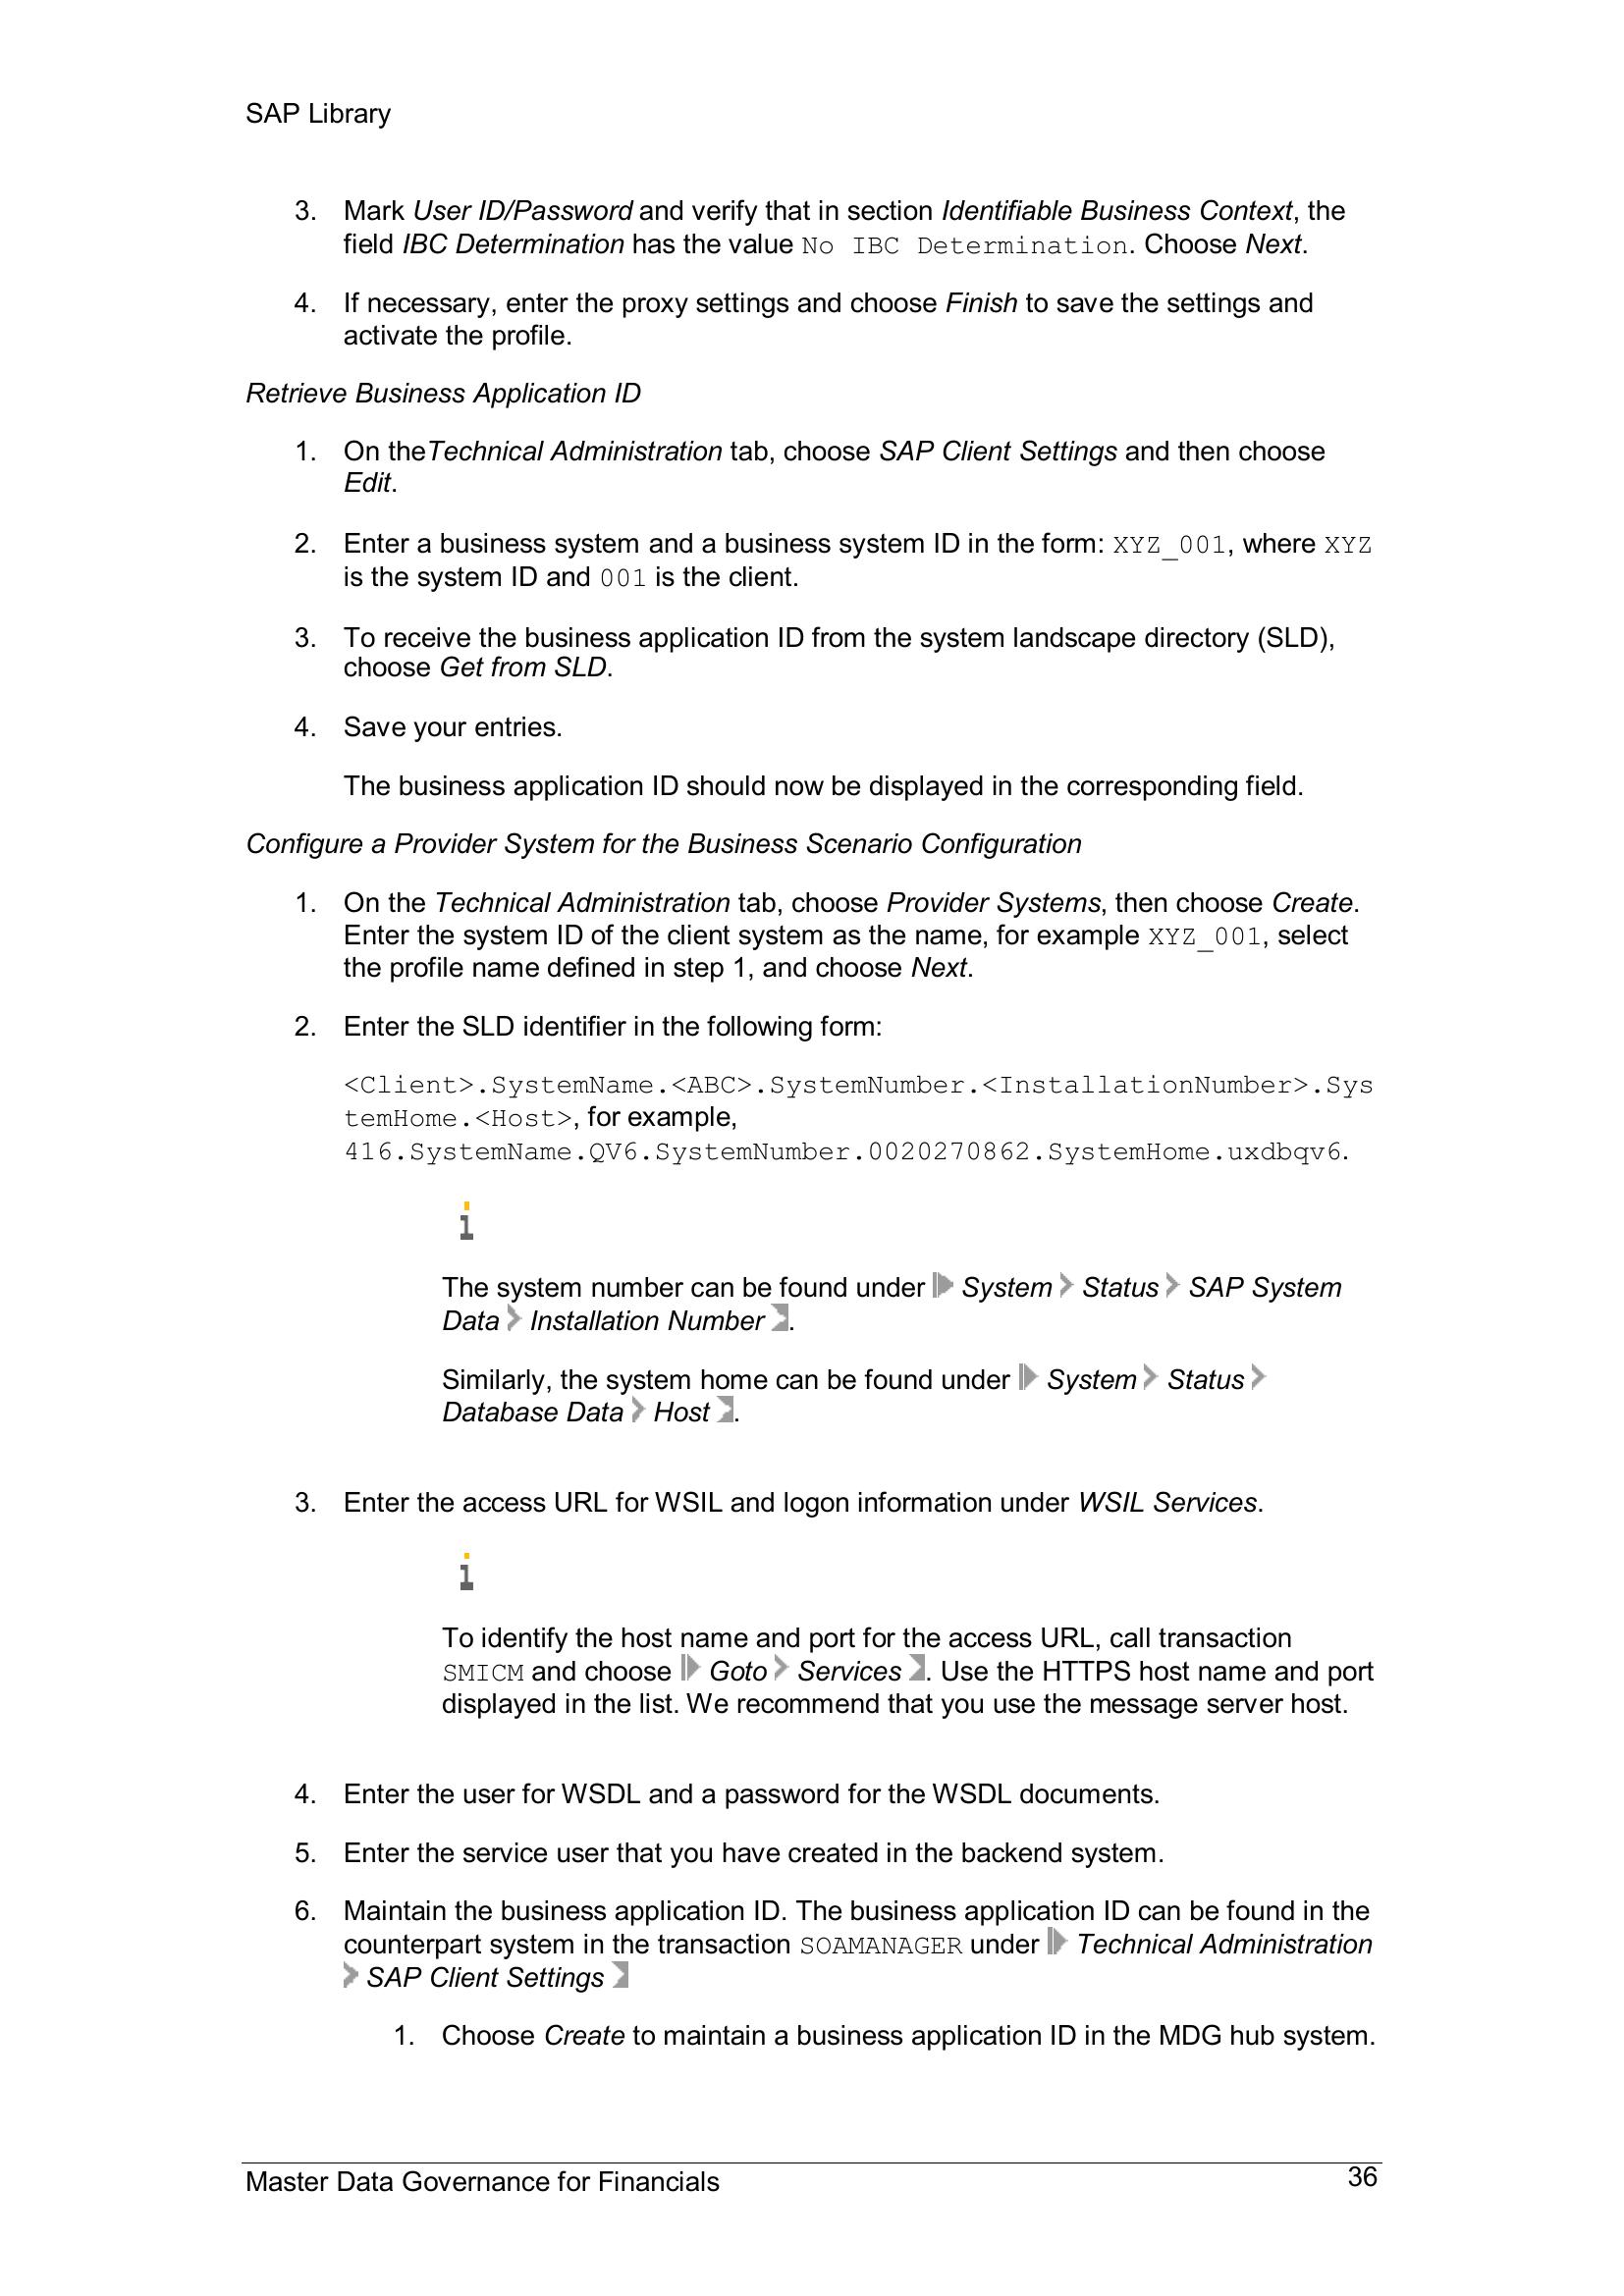 SAP Library
3. Mark User ID/Password and verify that in section Identifiable Business Context, the
field IBC Determination has the value No IBC Determination. Choose Next.
4. If necessary, enter the proxy settings and choose Finish to save the settings and
activate the profile.
Retrieve Business Application ID
1. On theTechnical Administration tab, choose SAP Client Settings and then choose
Edit.
2. Enter a business system and a business system ID in the form: XYZ_001, where XYZ
is the system ID and 001 is the client.
3. To receive the business application ID from the system landscape directory (SLD),
choose Get from SLD.
4. Save your entries.
The business application ID should now be displayed in the corresponding field.
Configure a Provider System for the Business Scenario Configuration
1. On the Technical Administration tab, choose Provider Systems, then choose Create.
Enter the system ID of the client system as the name, for example XYZ_001, select
the profile name defined in step 1, and choose Next.
2. Enter the SLD identifier in the following form:
<Client>.SystemName.<ABC>.SystemNumber.<InstallationNumber>.Sys
temHome.<Host>, for example,
416.SystemName.QV6.SystemNumber.0020270862.SystemHome.uxdbqv6.
i
The system number can be found under System Status SAP System
Data Installation Number .
Similarly, the system home can be found under System Status
Database Data Host .
3. Enter the access URL for WSIL and logon information under WSIL Services.
i
To identify the host name and port for the access URL, call transaction
SMICM and choose Goto Services . Use the HTTPS host name and port
displayed in the list. We recommend that you use the message server host.
4. Enter the user for WSDL and a password for the WSDL documents.
5. Enter the service user that you have created in the backend system.
6. Maintain the business application ID. The business application ID can be found in the
counterpart system in the transaction SOAMANAGER under Technical Administration
SAP Client Settings
1. Choose Create to maintain a business application ID in the MDG hub system.
Master Data Governance for Financials 36